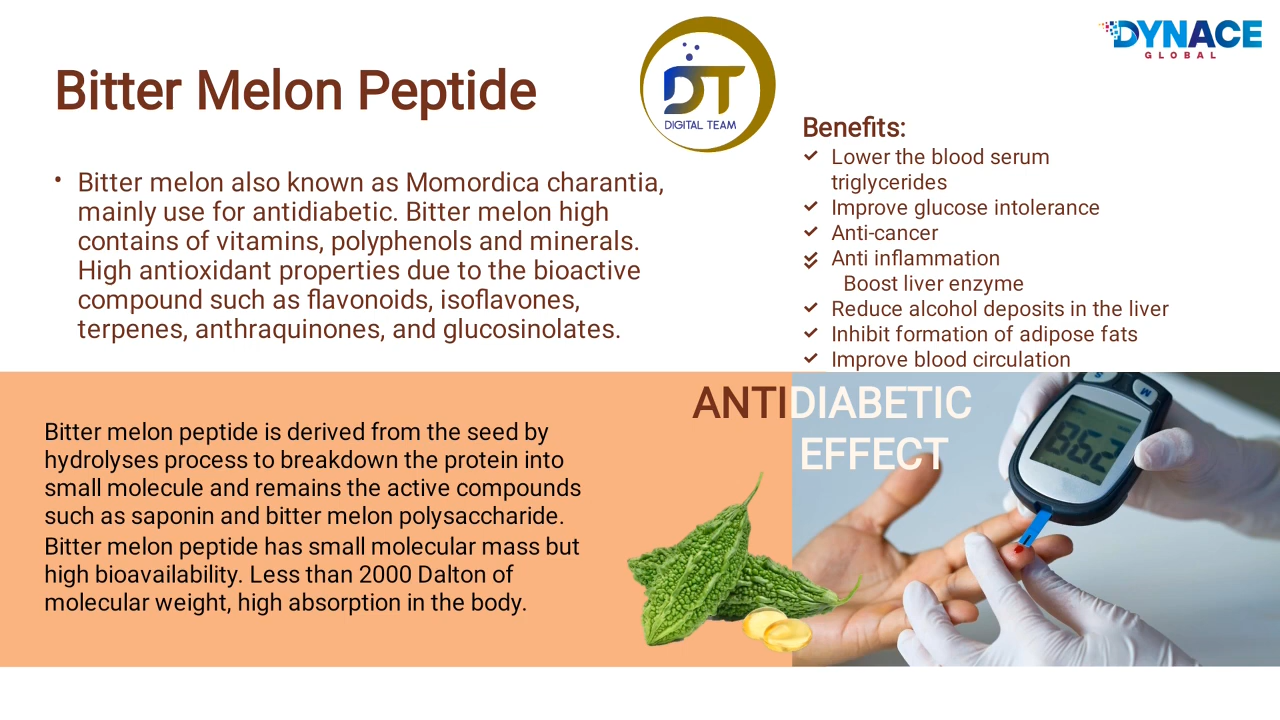 DYNACE
GLOBAL
DT
DIGITAL TEAM
Bitter Melon Peptide
• Bitter melon also known as Momordica charantia,
mainly use for antidiabetic. Bitter melon high
contains of vitamins, polyphenols and minerals.
High antioxidant properties due to the bioactive
compound such as flavonoids, isoflavones,
terpenes, anthraquinones, and glucosinolates.
Benefits:
Lower the blood serum
triglycerides
Improve glucose intolerance
Anti-cancer
Anti inflammation
Boost liver enzyme
Reduce alcohol deposits in the liver
Inhibit formation of adipose fats
Improve blood circulation
ANTIDIABETIC
EFFECT
Bitter melon peptide is derived from the seed by
hydrolyses process to breakdown the protein into
small molecule and remains the active compounds
such as saponin and bitter melon polysaccharide.
Bitter melon peptide has small molecular mass but
high bioavailability. Less than 2000 Dalton of
molecular weight, high absorption in the body.